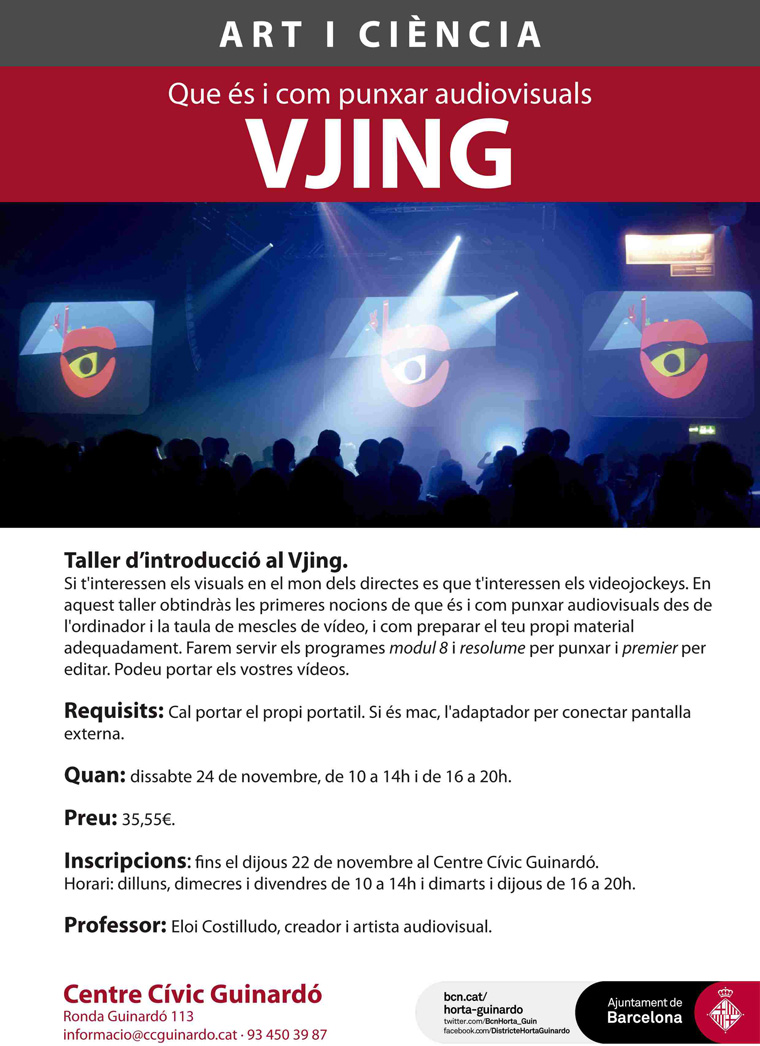 ART I CIÈNCIA
Que és i com punxar audiovisuals
VJING
Taller d'introducció al Vjing.
Si t'interessen els visuals en el mon dels directes es que t'interessen els videojockeys. En
aquest taller obtindràs les primeres nocions de que és i com punxar audiovisuals des de
l'ordinador i la taula de mescles de vídeo, i com preparar el teu propi material
adequadament. Farem servir els programes modul 8 i resolume per punxar i premier per
editar. Podeu portar els vostres vídeos.
Requisits: Cal portar el propi portatil. Si és mac, l'adaptador per conectar pantalla
externa.
Quan: dissabte 24 de novembre, de 10 a 14h i de 16 a 20h.
Preu: 35,55€.
Inscripcions: fins el dijous 22 de novembre al Centre Cívic Guinardó.
Horari: dilluns, dimecres i divendres de 10 a 14h i dimarts i dijous de 16 a 20h.
Professor: Eloi Costilludo, creador i artista audiovisual.
Centre Cívic Guinardó
Ronda Guinardó 113
informacio@ccguinardo.cat · 93 450 39 87
bcn.cat/
horta-guinardo
twitter.com/BcnHorta_Guin
facebook.com/DistricteHortaGuinardo
Ajuntament de
Barcelona